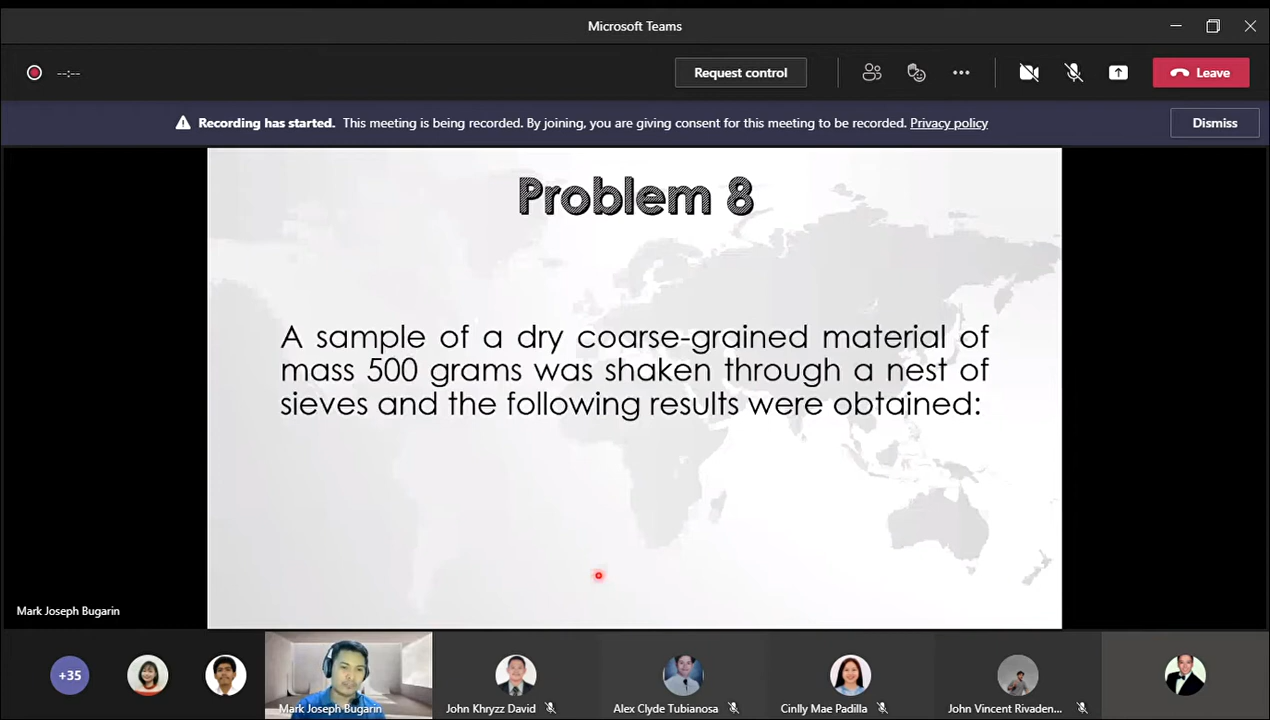 Microsoft Teams
--:--
Request control
Leave
Recording has started. This meeting is being recorded. By joining, you are giving consent for this meeting to be recorded. Privacy policy
Dismiss
Problem 8
A sample of a dry coarse-grained material of
mass 500 grams was shaken through a nest of
sieves and the following results were obtained:
Mark Joseph Bugarin
+35
Mark Joseph Bugarin
John Khryzz David
Alex Clyde Tubianosa
Cinlly Mae Padilla
John Vincent Rivaden...